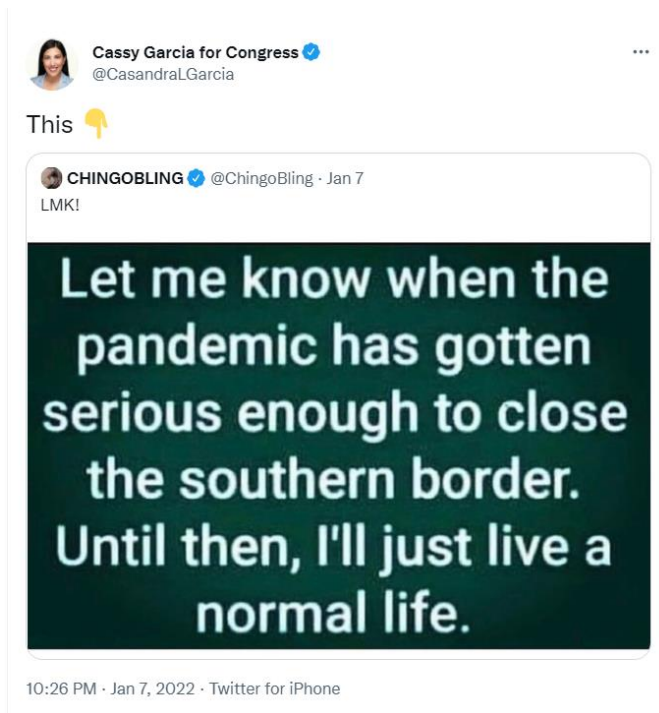 Cassy Garcia for Congress
@CasandraLGarcia
This 👇
CHINGOBLING @ChingoBling · Jan 7
LMK!
Let me know when the
pandemic has gotten
serious enough to close
the southern border.
Until then, I'll just live a
normal life.
10:26 PM · Jan 7, 2022 · Twitter for iPhone